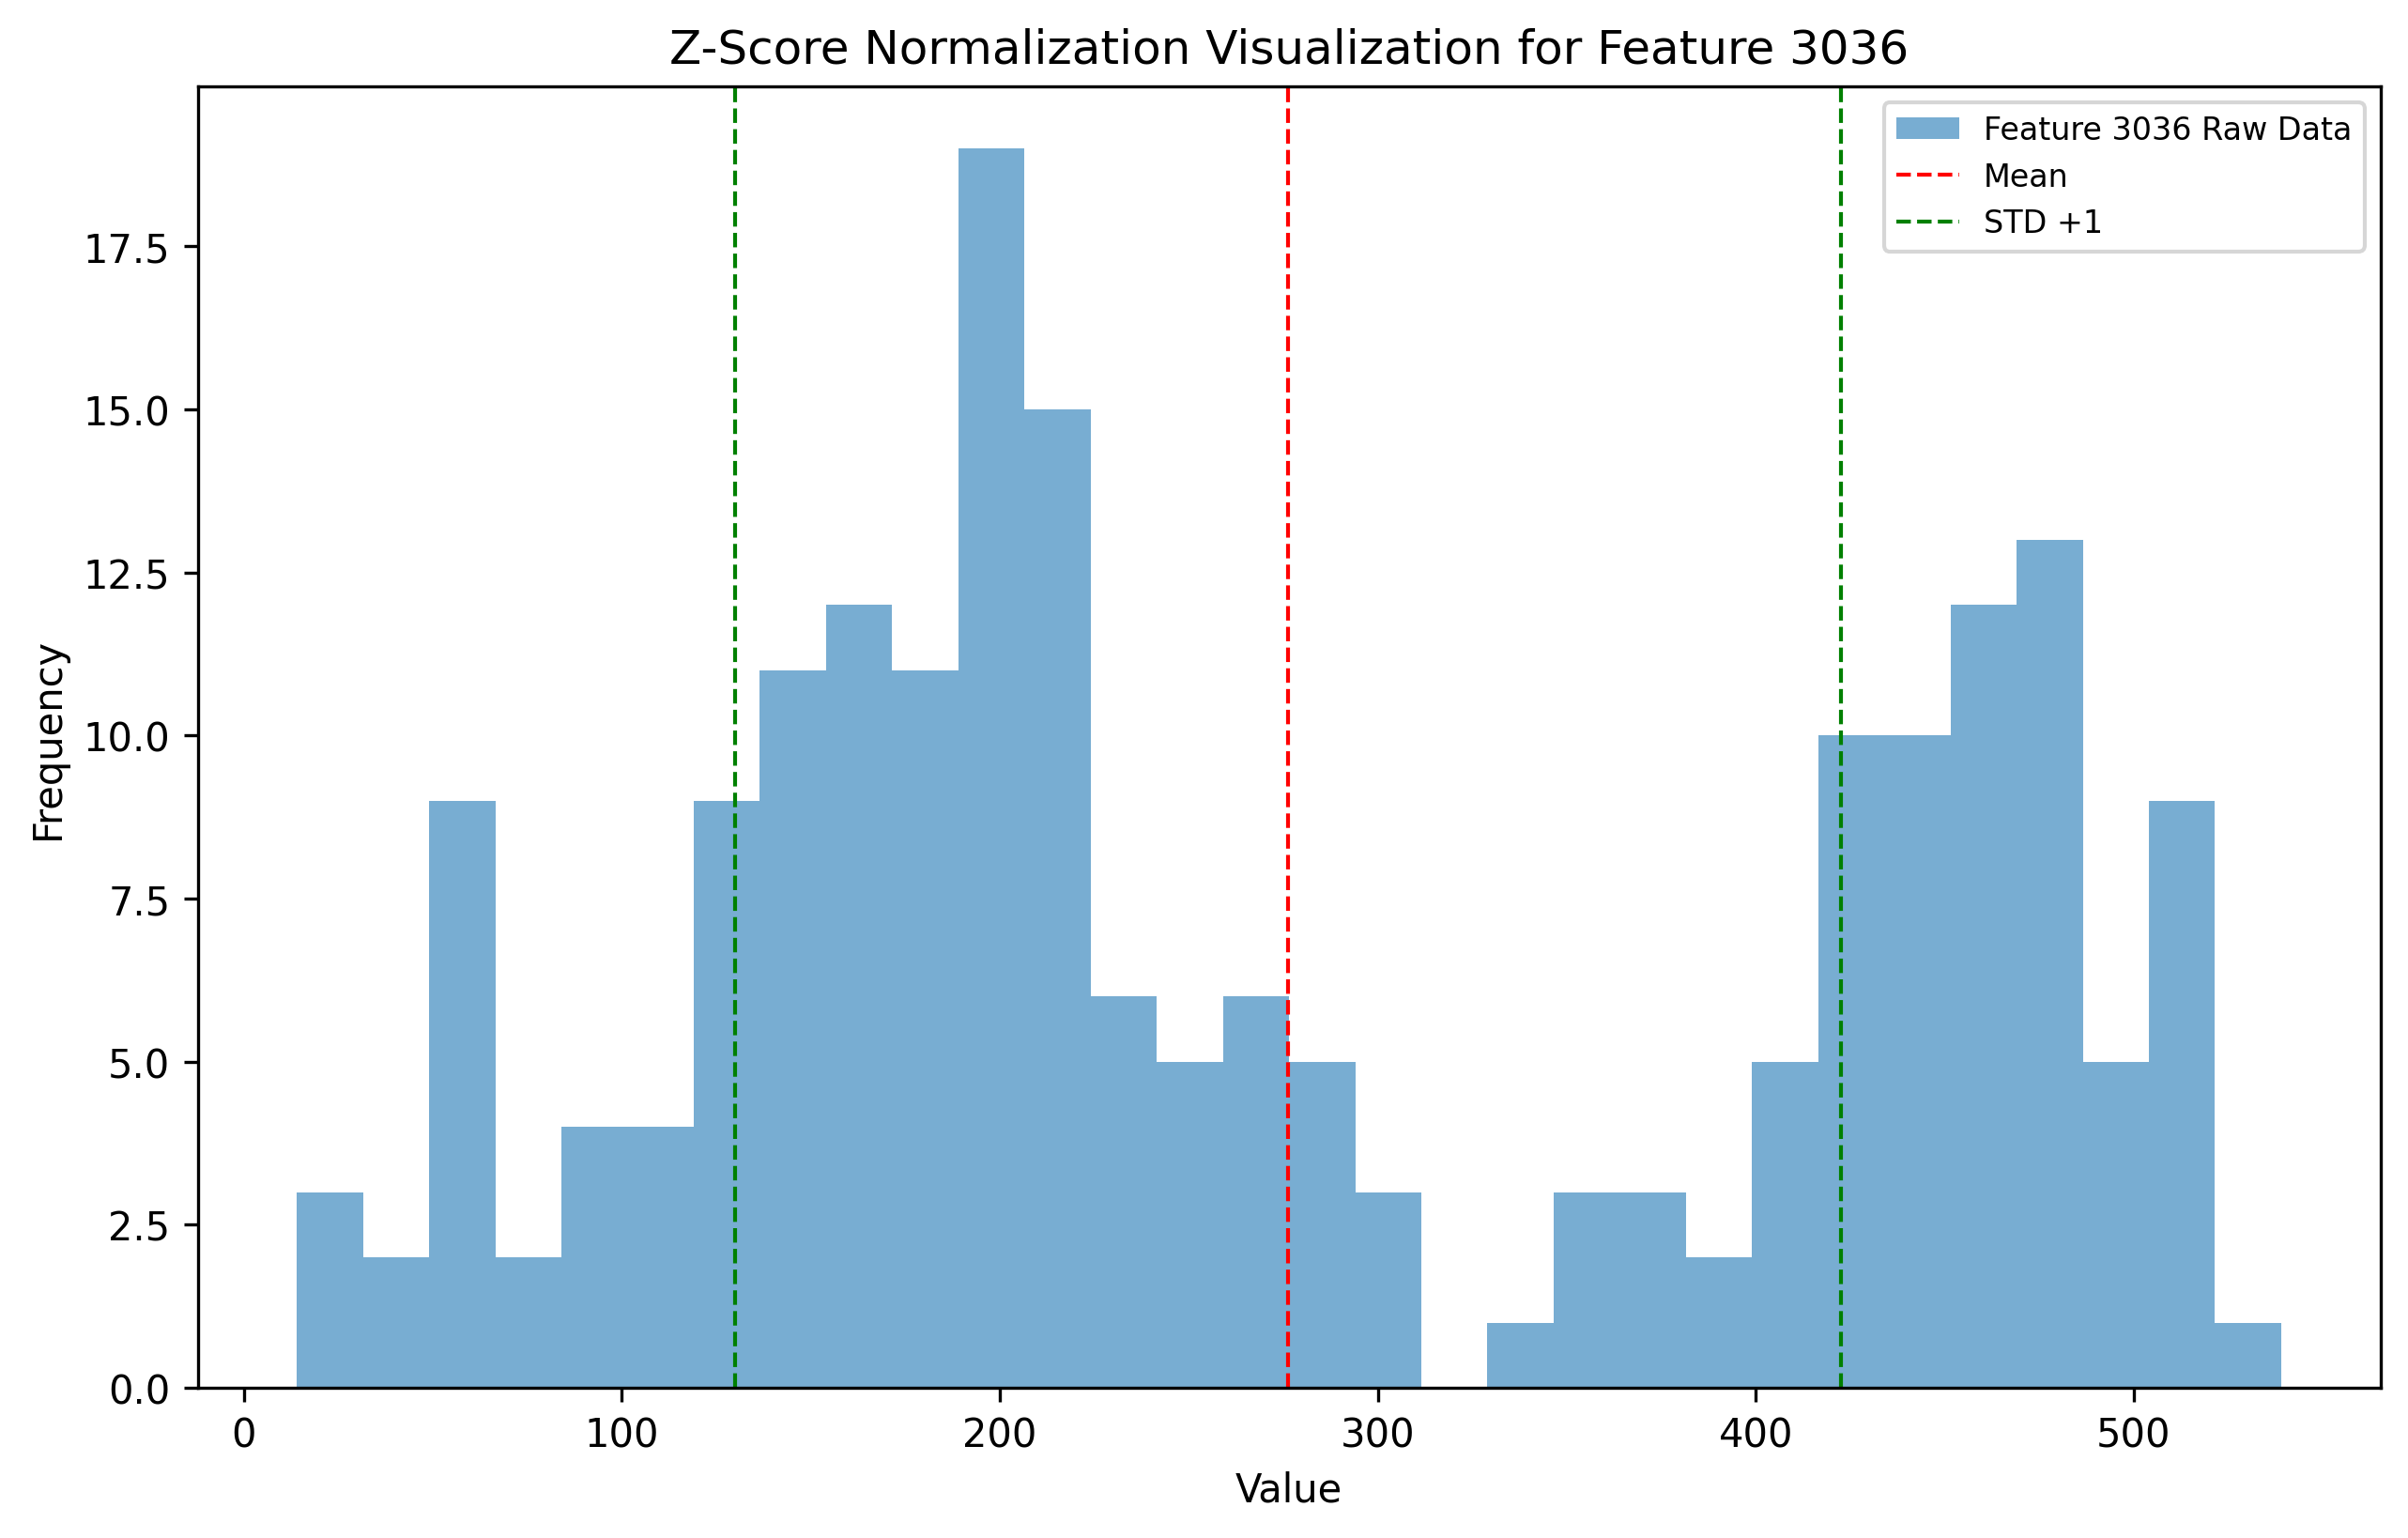 Z-Score Normalization Visualization for Feature 3036
Feature 3036 Raw Data
Mean
STD +1
17.5
15.0
12.5
10.0
7.5
5.0
2.5
0.0
Frequency
0 100 200 300 400 500
Value